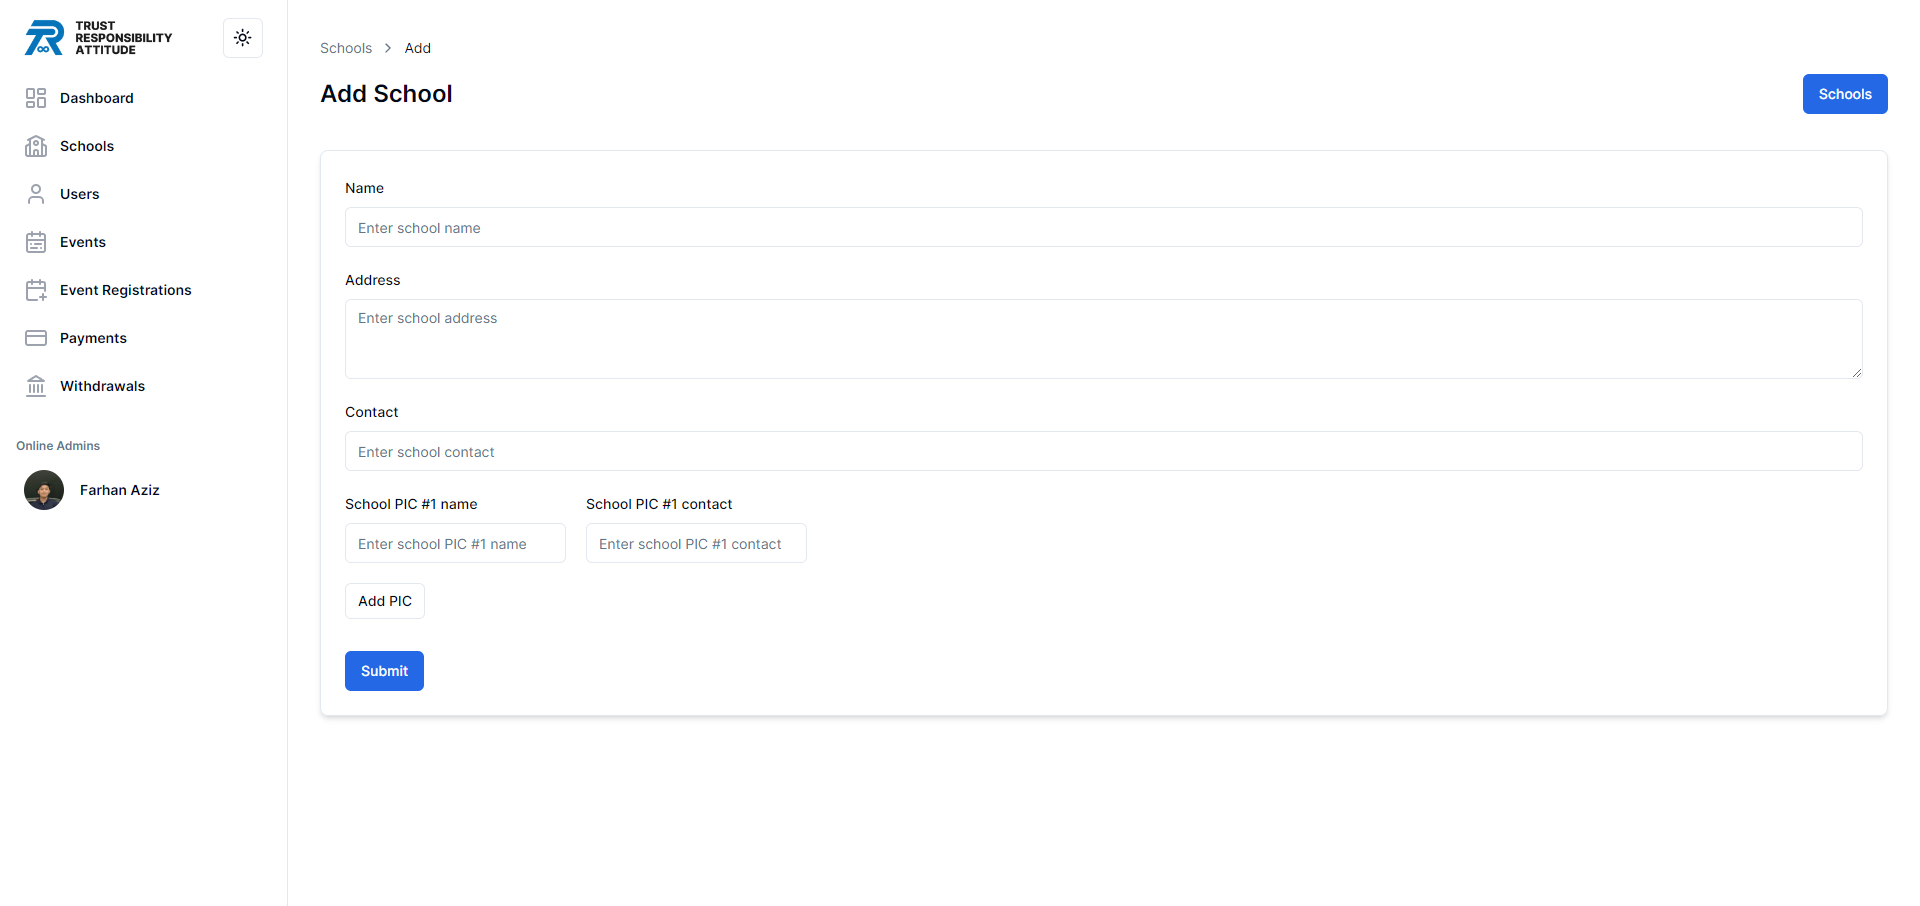 TRUST
RESPONSIBILITY
ATTITUDE
Dashboard
Schools
Users
Events
Event Registrations
Payments
Withdrawals
Online Admins
Farhan Aziz
Schools > Add
Add School
Schools
Name
Enter school name
Address
Enter school address
Contact
Enter school contact
School PIC #1 name
School PIC #1 contact
Enter school PIC #1 name
Enter school PIC #1 contact
Add PIC
Submit